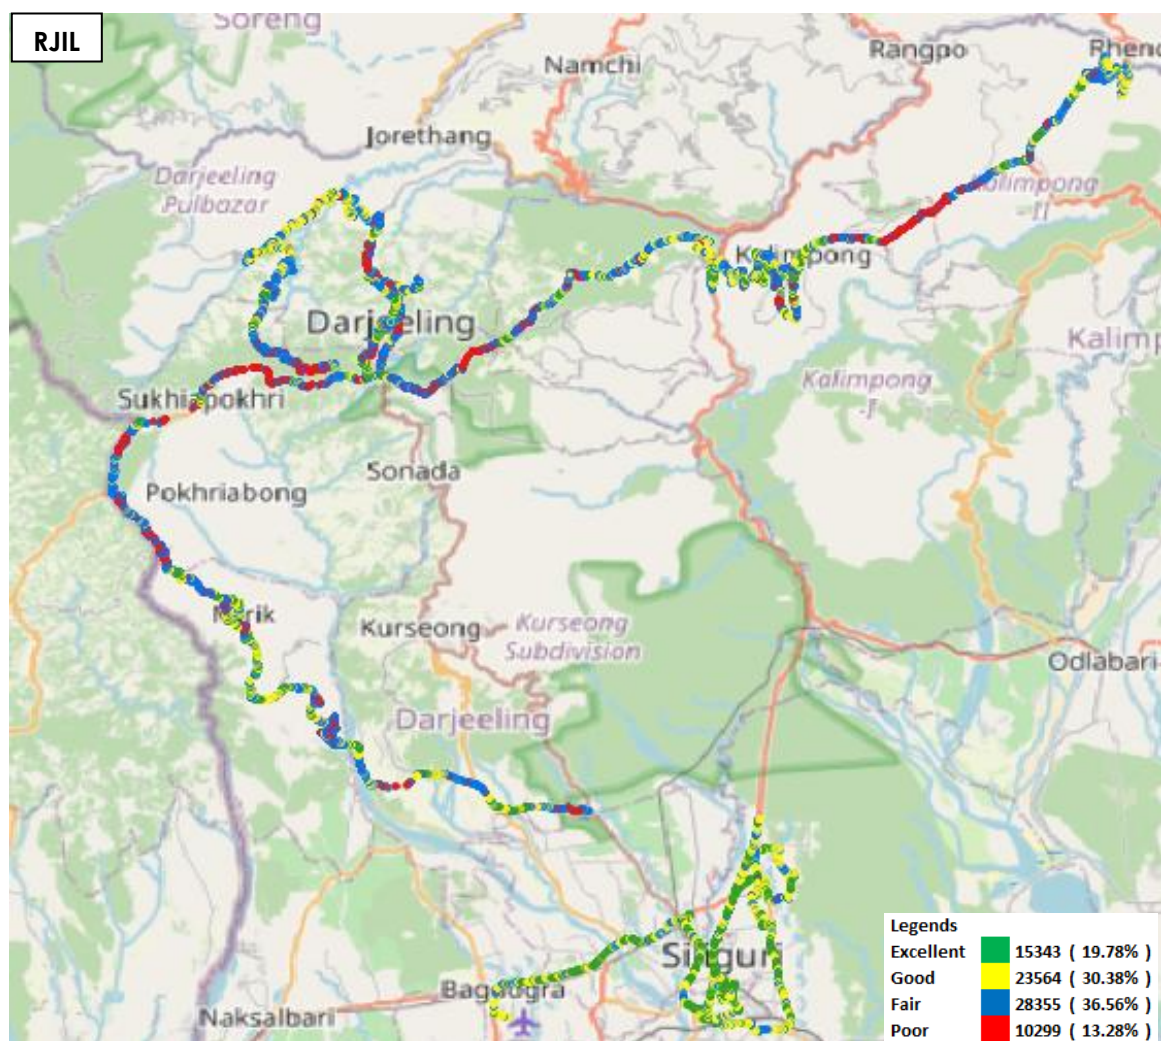 RJIL
Soreng
Rangpo
Namchi
Jorethang
Darjeeling
Pulbazar
Kalimpong
-II
Kalimpong
Darjeeling
Sukhiapokhri
Kalimpong
-I
Sonada
Pokhriabong
Kurseong
Kurseong
Subdivision
Odlabari
Darjeeling
Siliguri
Bagdogra
Naksalbari
Legends
Excellent 15343 ( 19.78% )
Good 23564 ( 30.38% )
Fair 28355 ( 36.56% )
Poor 10299 ( 13.28% )